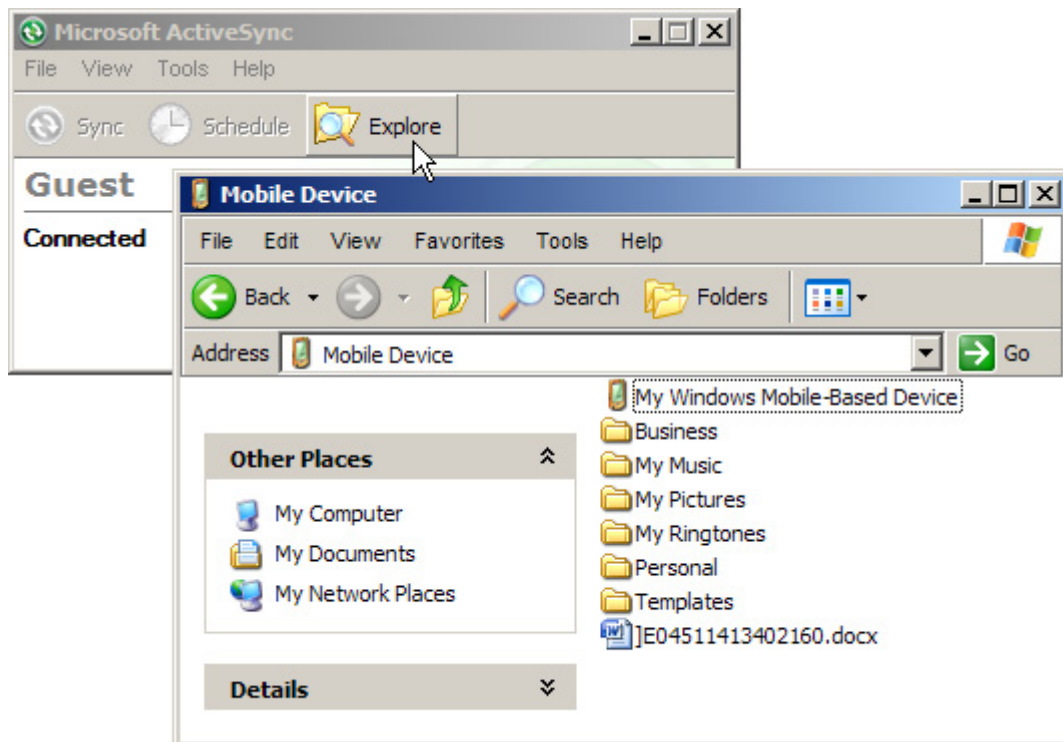 Microsoft ActiveSync
File View Tools Help
Sync Schedule Explore
Guest
Connected
Mobile Device
File Edit View Favorites Tools Help
Back Search Folders
Address Mobile Device Go
Other Places
My Computer
My Documents
My Network Places
Details
My Windows Mobile-Based Device
Business
My Music
My Pictures
My Ringtones
Personal
Templates
]E04511413402160.docx